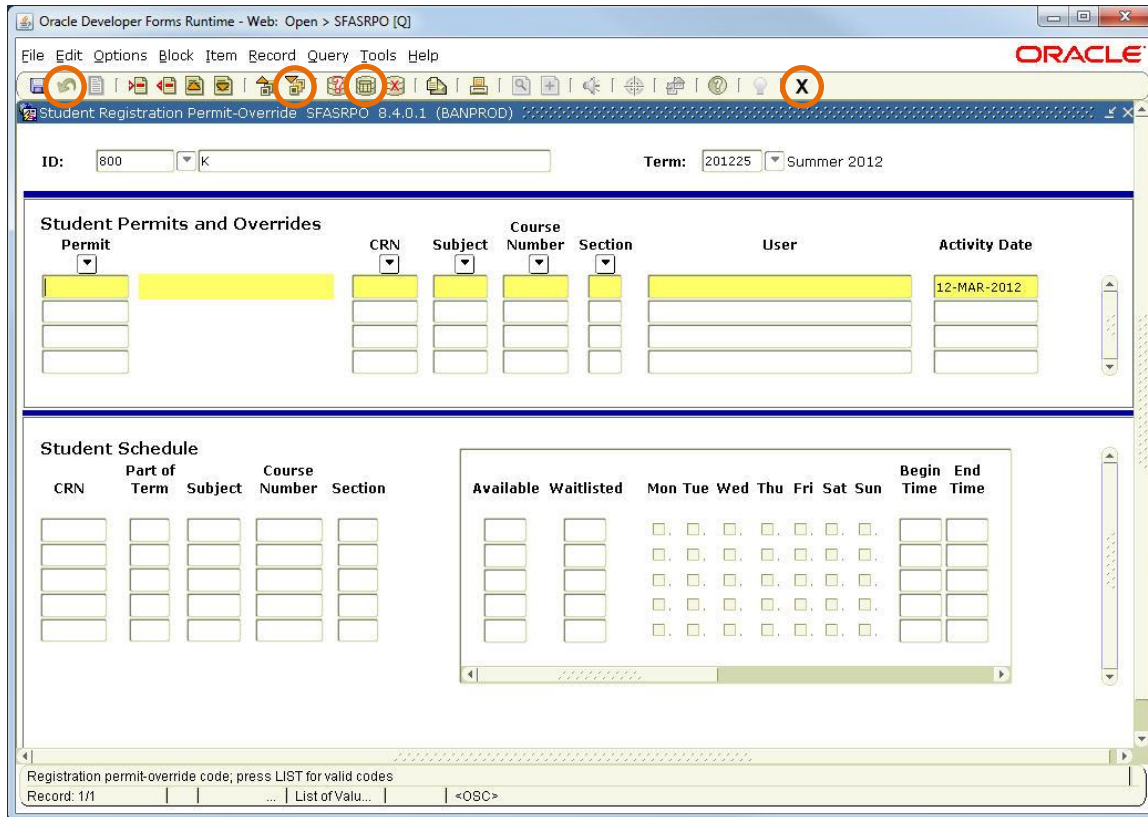 Oracle Developer Forms Runtime - Web: Open > SFASRPO [Q]
File Edit Options Block Item Record Query Tools Help
ORACLE
X
Student Registration Permit-Override SFASRPO 8.4.0.1 (BANPROD)
ID: 800 K Term: 201225 Summer 2012
Student Permits and Overrides
Permit CRN Subject Course Number Section User Activity Date
12-MAR-2012
Student Schedule
CRN Part of Term Subject Course Number Section Available Waitlisted Mon Tue Wed Thu Fri Sat Sun Begin Time End Time
Registration permit-override code; press LIST for valid codes
Record: 1/1 ... List of Valu... <OSC>